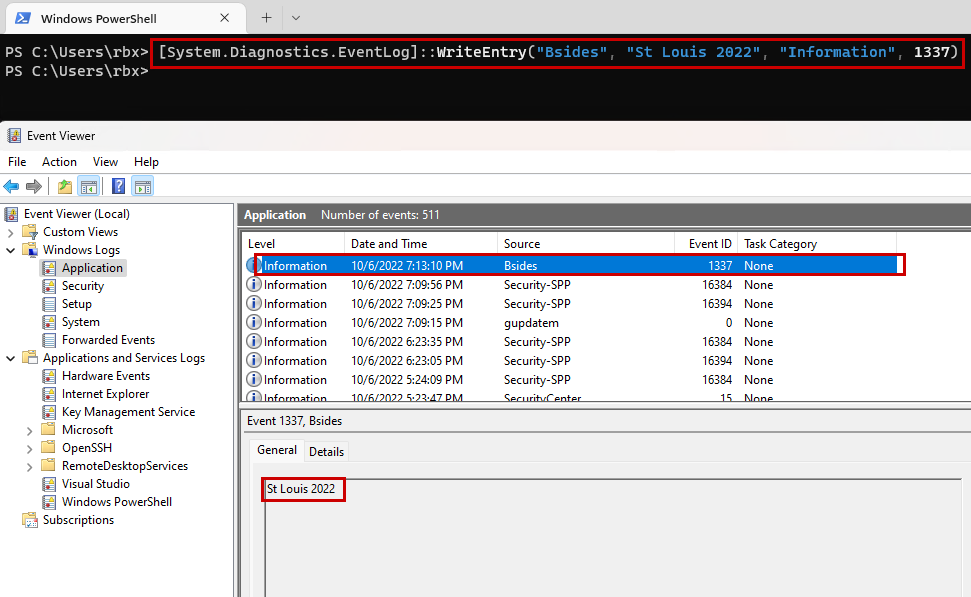 Windows PowerShell
PS C:\Users\rbx> [System.Diagnostics.EventLog]::WriteEntry("Bsides", "St Louis 2022", "Information", 1337)
PS C:\Users\rbx>
Event Viewer
File Action View Help
Event Viewer (Local)
Custom Views
Windows Logs
Application
Security
Setup
System
Forwarded Events
Applications and Services Logs
Hardware Events
Internet Explorer
Key Management Service
Microsoft
OpenSSH
RemoteDesktopServices
Visual Studio
Windows PowerShell
Subscriptions
Application Number of events: 511
Level Date and Time Source Event ID Task Category
Information 10/6/2022 7:13:10 PM Bsides 1337 None
Information 10/6/2022 7:09:56 PM Security-SPP 16384 None
Information 10/6/2022 7:09:25 PM Security-SPP 16394 None
Information 10/6/2022 7:09:15 PM gupdatem 0 None
Information 10/6/2022 6:23:35 PM Security-SPP 16384 None
Information 10/6/2022 6:23:05 PM Security-SPP 16394 None
Information 10/6/2022 5:24:09 PM Security-SPP 16384 None
Information 10/6/2022 5:23:47 PM SecurityCenter 15 None
Event 1337, Bsides
General Details
St Louis 2022